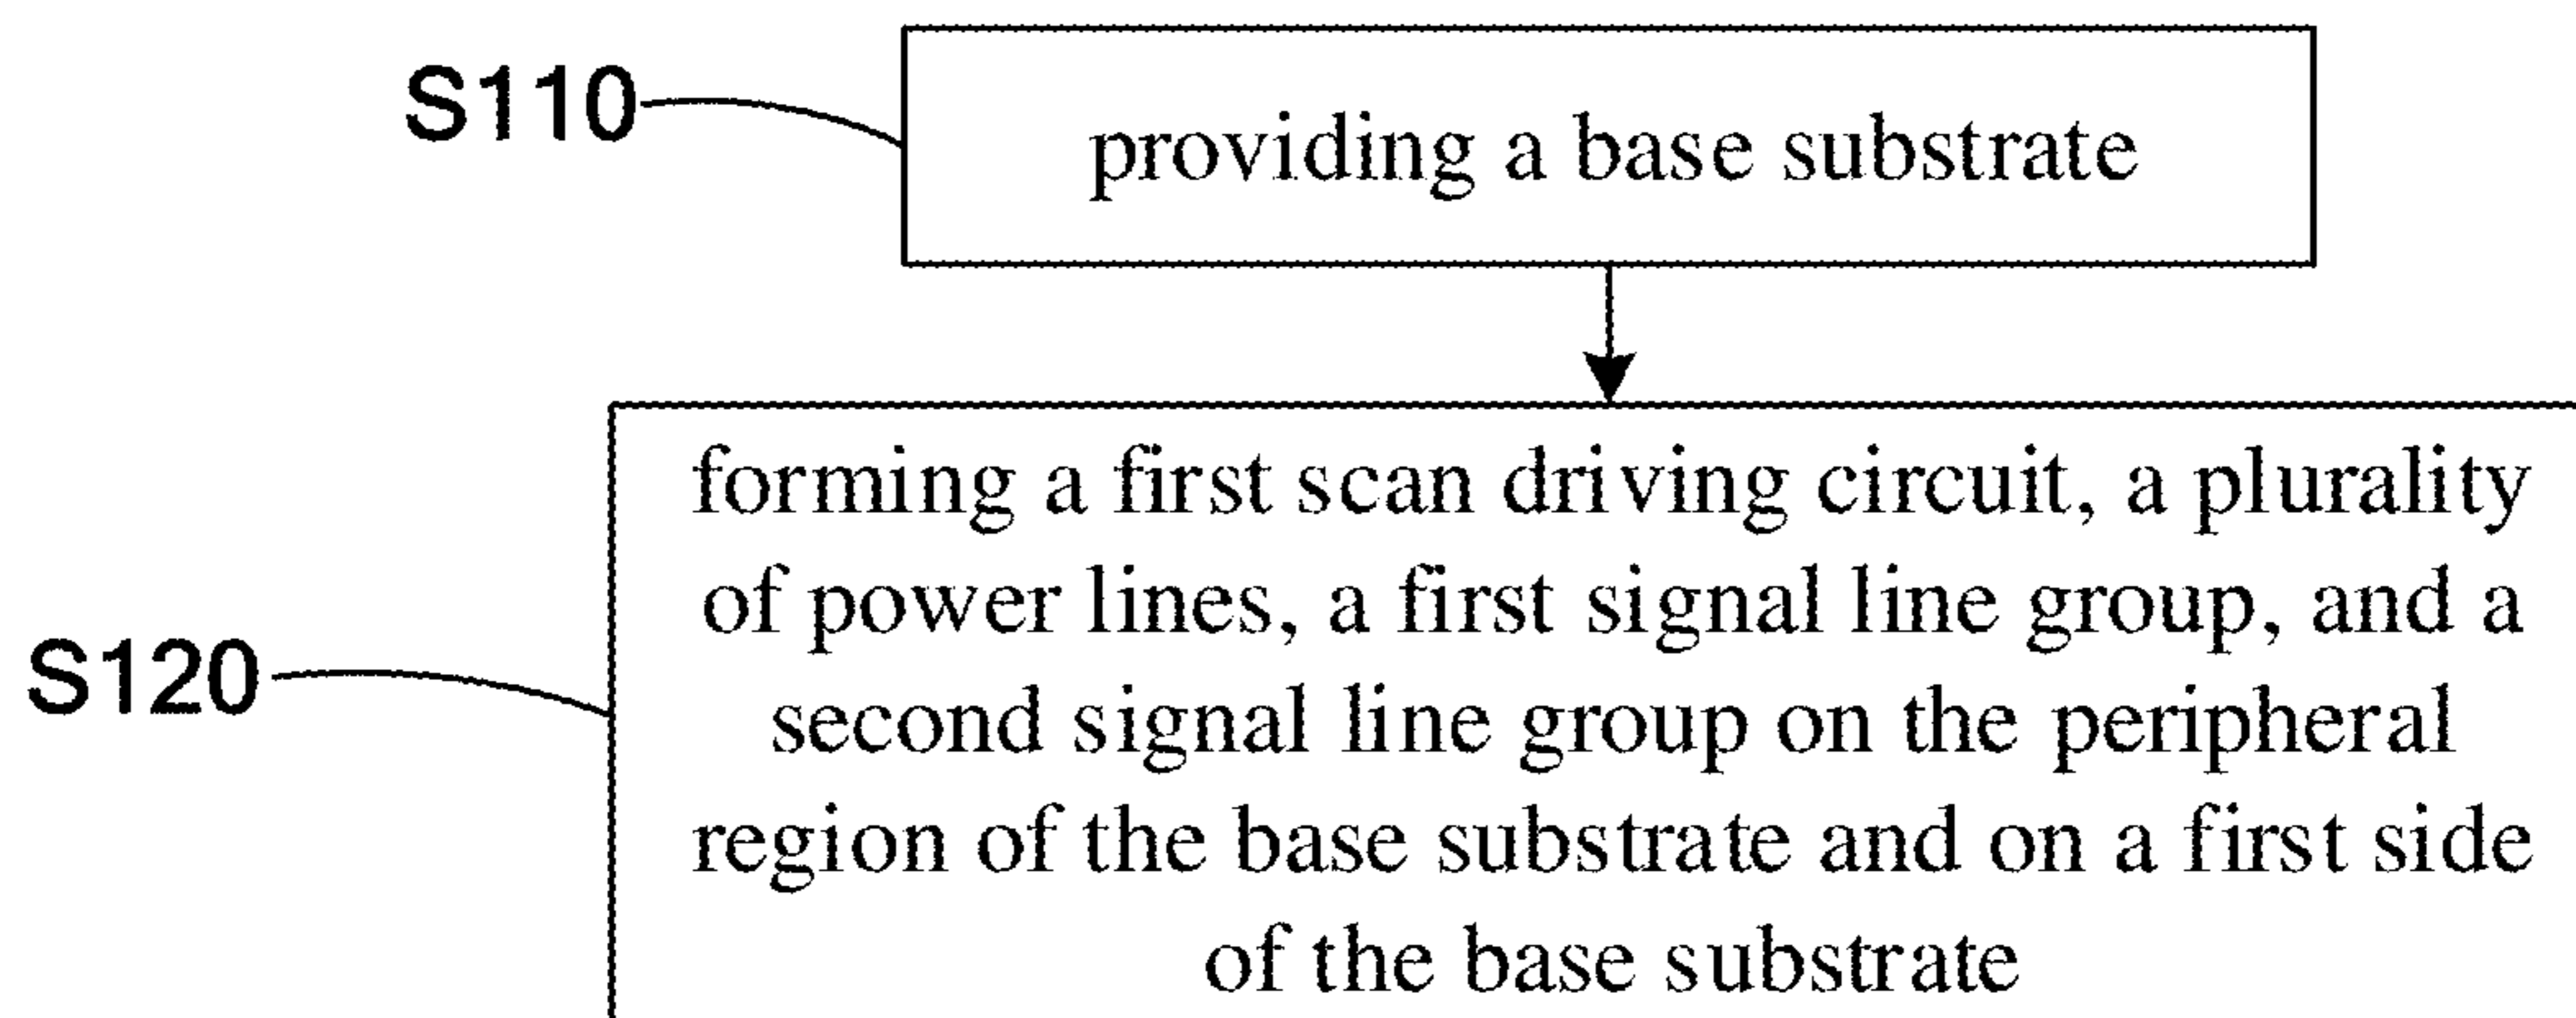 S110
providing a base substrate
S120
forming a first scan driving circuit, a plurality
of power lines, a first signal line group, and a
second signal line group on the peripheral
region of the base substrate and on a first side
of the base substrate